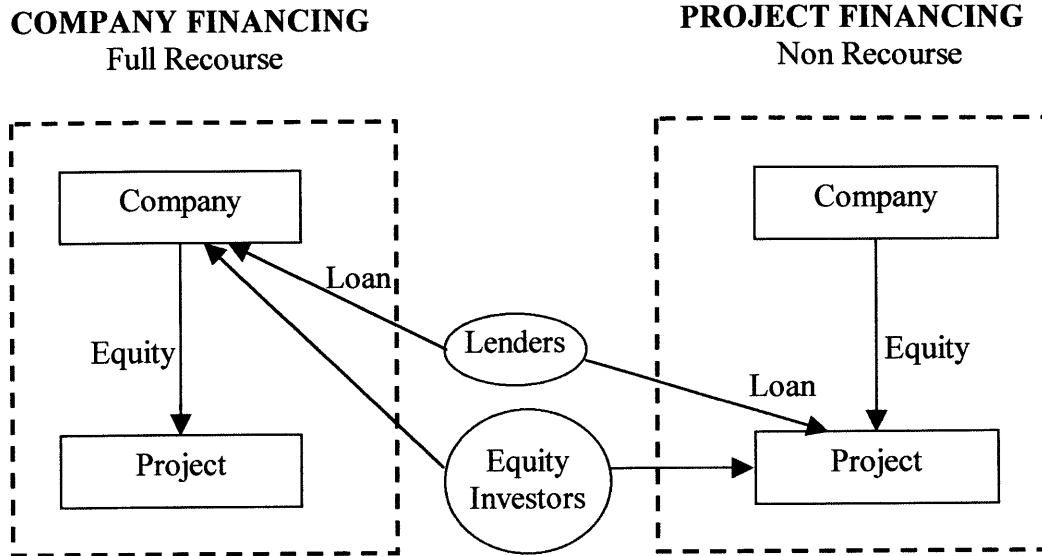 COMPANY FINANCING
Full Recourse
PROJECT FINANCING
Non Recourse
Company
Company
Loan
Lenders
Equity
Equity
Loan
Project
Equity
Investors
Project